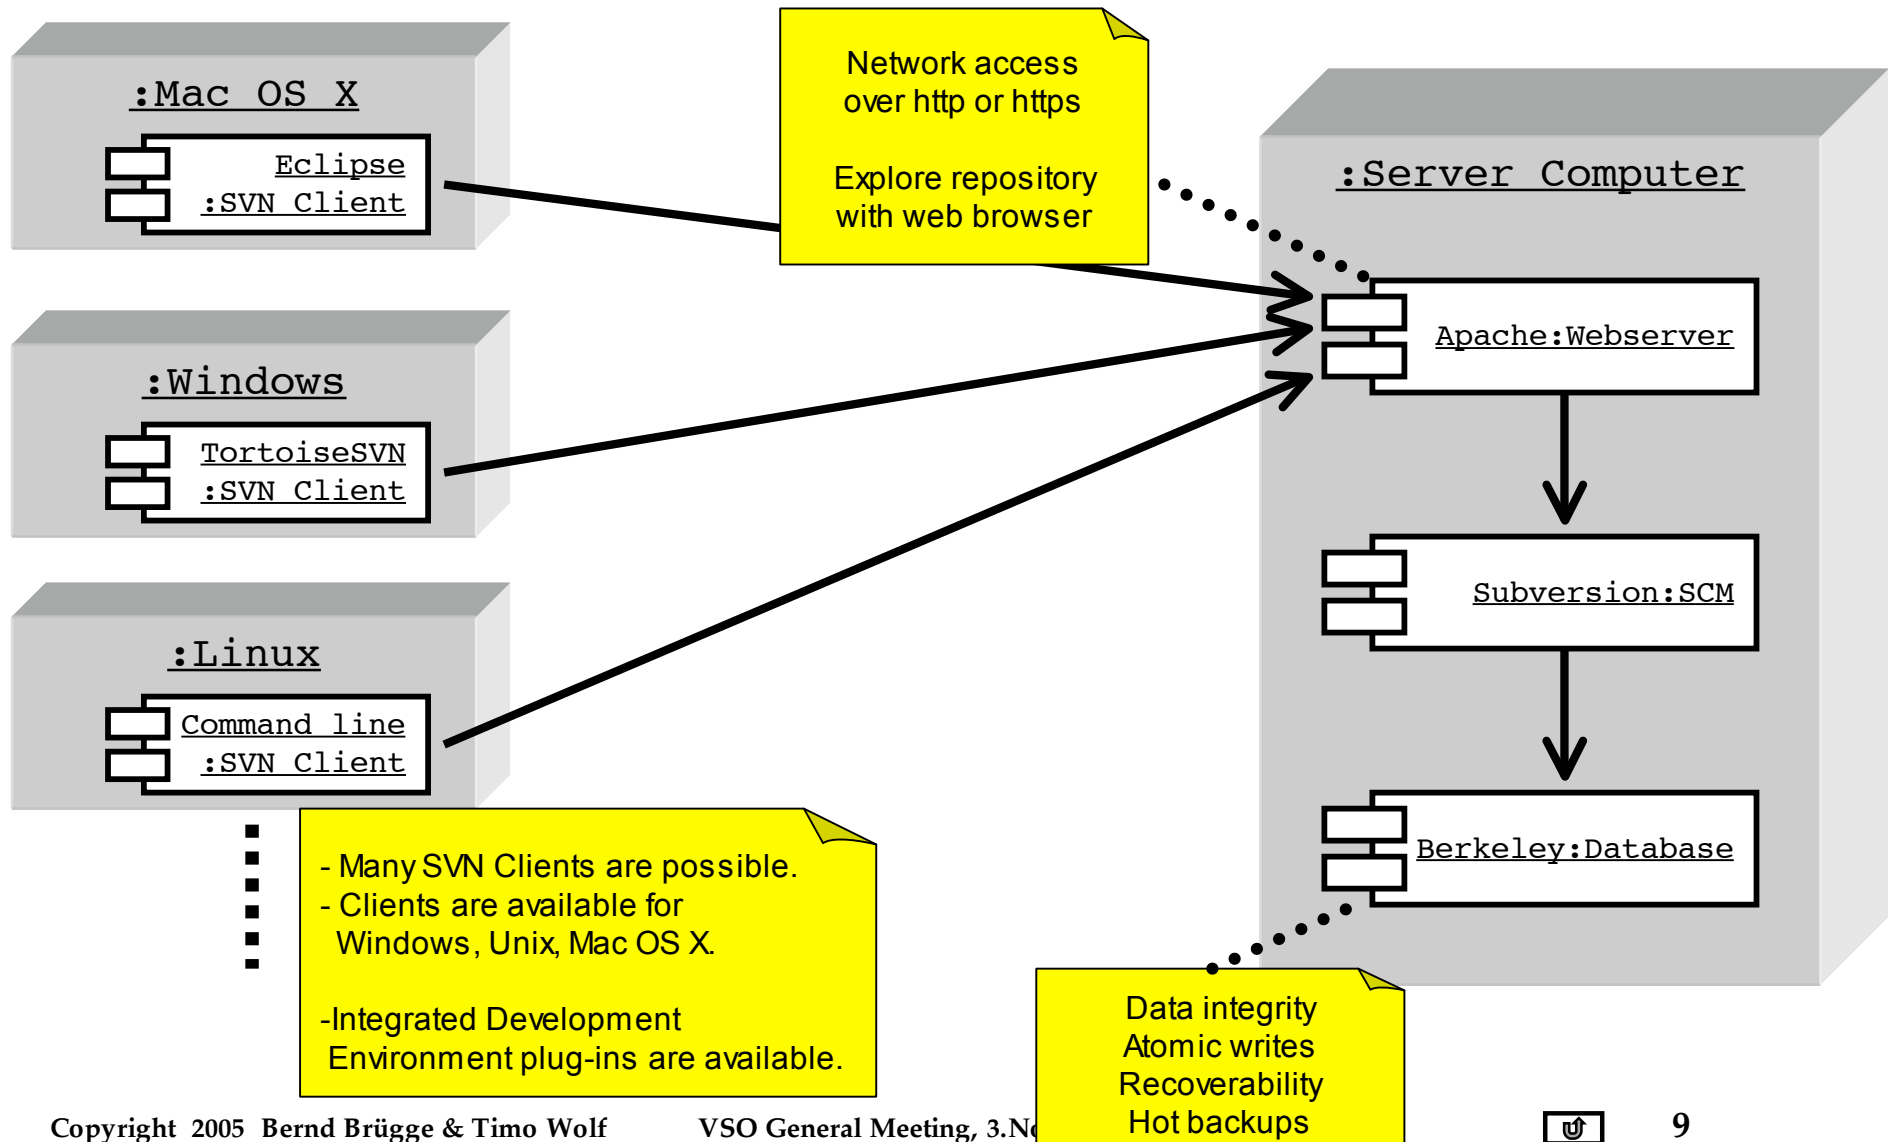 :Mac OS X
Eclipse
:SVN Client
:Windows
TortoiseSVN
:SVN Client
:Linux
Command line
:SVN Client
Network access
over http or https
Explore repository
with web browser
:Server Computer
Apache:Webserver
Subversion:SCM
Berkeley:Database
- Many SVN Clients are possible.
- Clients are available for
Windows, Unix, Mac OS X.
-Integrated Development
Environment plug-ins are available.
Data integrity
Atomic writes
Recoverability
Hot backups
Copyright 2005 Bernd Brügge & Timo Wolf
VSO General Meeting, 3.No
9